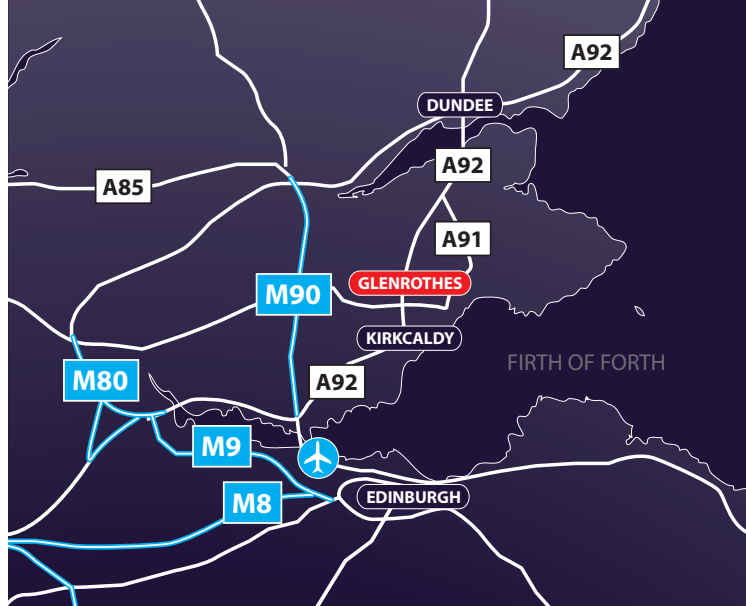 A92
DUNDEE
A92
A85
A91
GLENROTHES
M90
KIRKCALDY
FIRTH OF FORTH
M80
A92
M9
EDINBURGH
M8